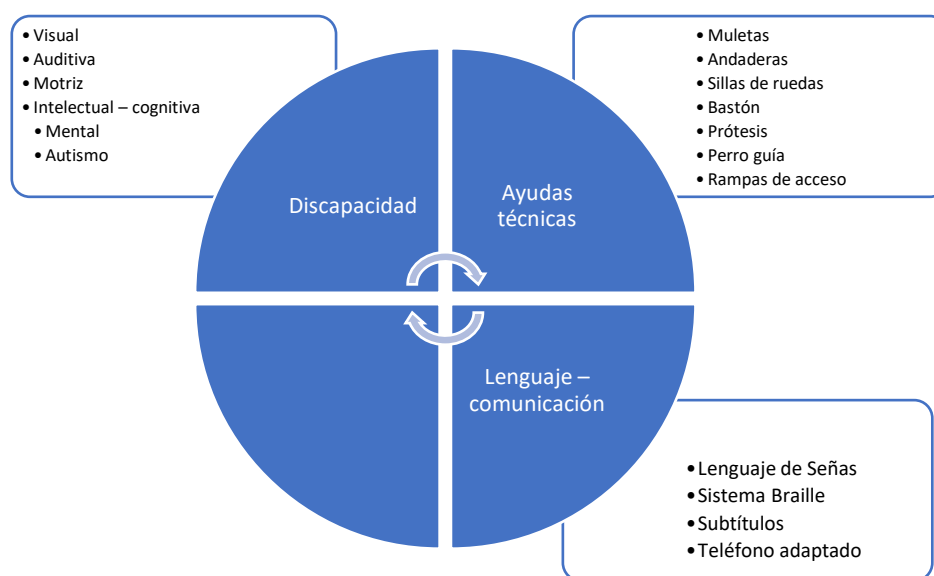 • Visual
• Auditiva
• Motriz
• Intelectual – cognitiva
• Mental
• Autismo
• Muletas
• Andaderas
• Sillas de ruedas
• Bastón
• Prótesis
• Perro guía
• Rampas de acceso
Discapacidad
Ayudas
técnicas
Lenguaje –
comunicación
• Lenguaje de Señas
• Sistema Braille
• Subtítulos
• Teléfono adaptado